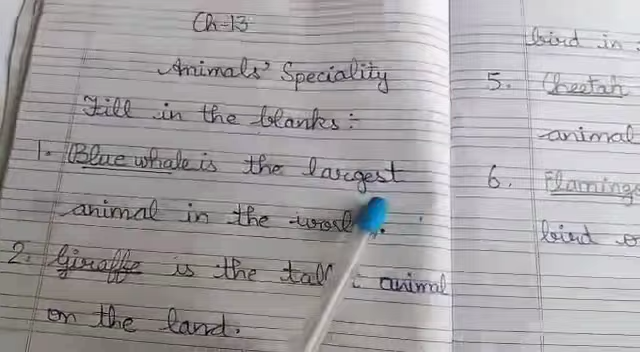 Ch-13
Animals' Speciality
Fill in the blanks:
1. Blue whale is the largest
animal in the
2. Giraffe is the animal
on the land.
bird in
5. Cheetah
animal
6.
bird